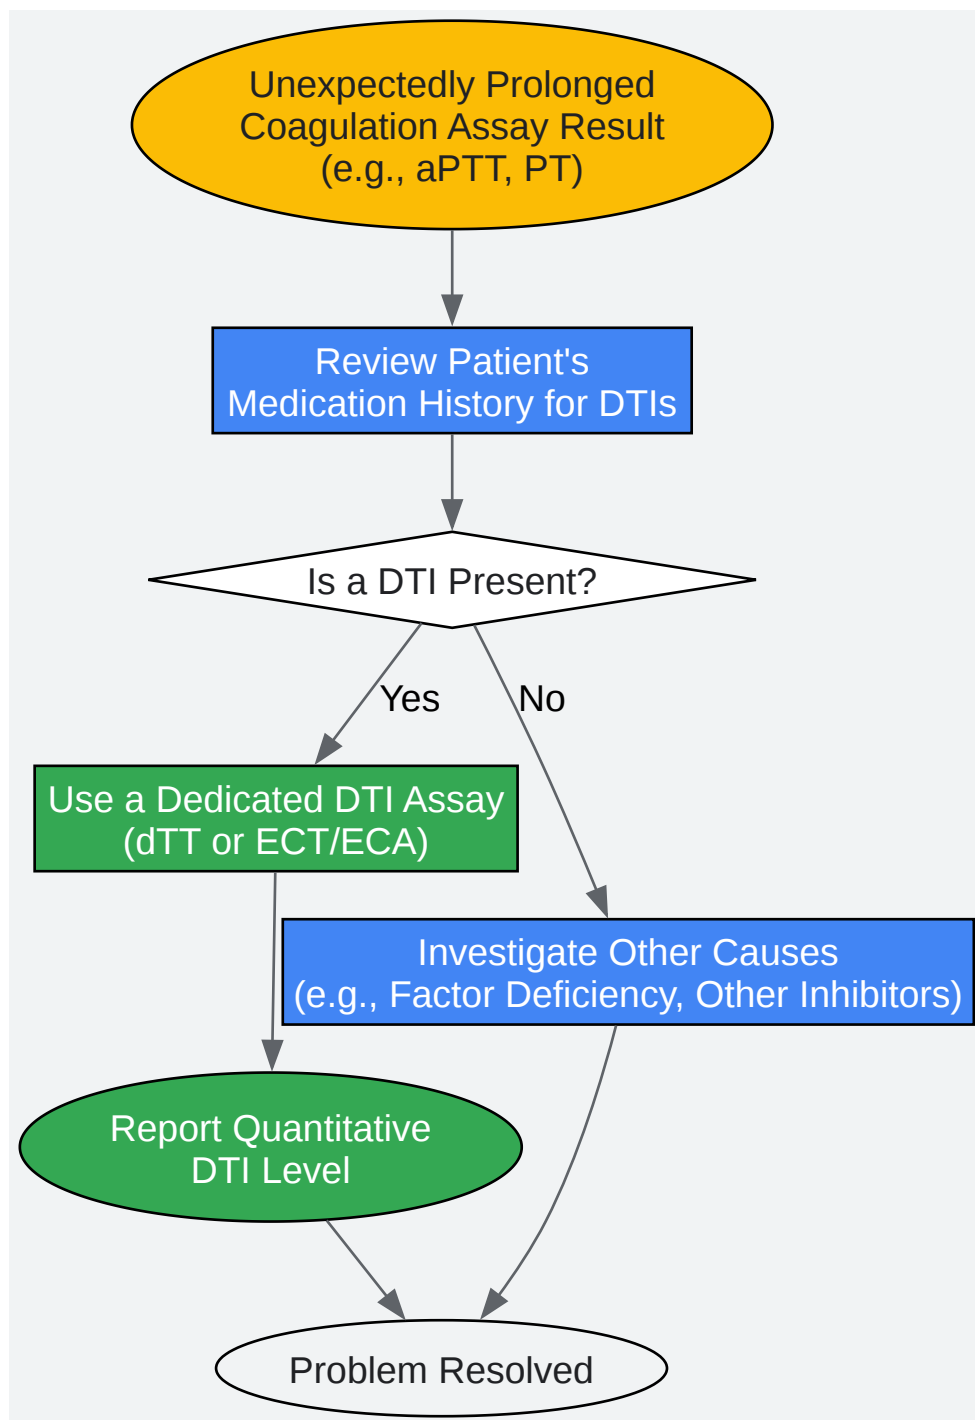 Unexpectedly Prolonged
Coagulation Assay Result
(e.g., aPTT, PT)
Review Patient's
Medication History for DTIs
Is a DTI Present?
Yes
No
Use a Dedicated DTI Assay
(dTT or ECT/ECA)
Investigate Other Causes
(e.g., Factor Deficiency, Other Inhibitors)
Report Quantitative
DTI Level
Problem Resolved